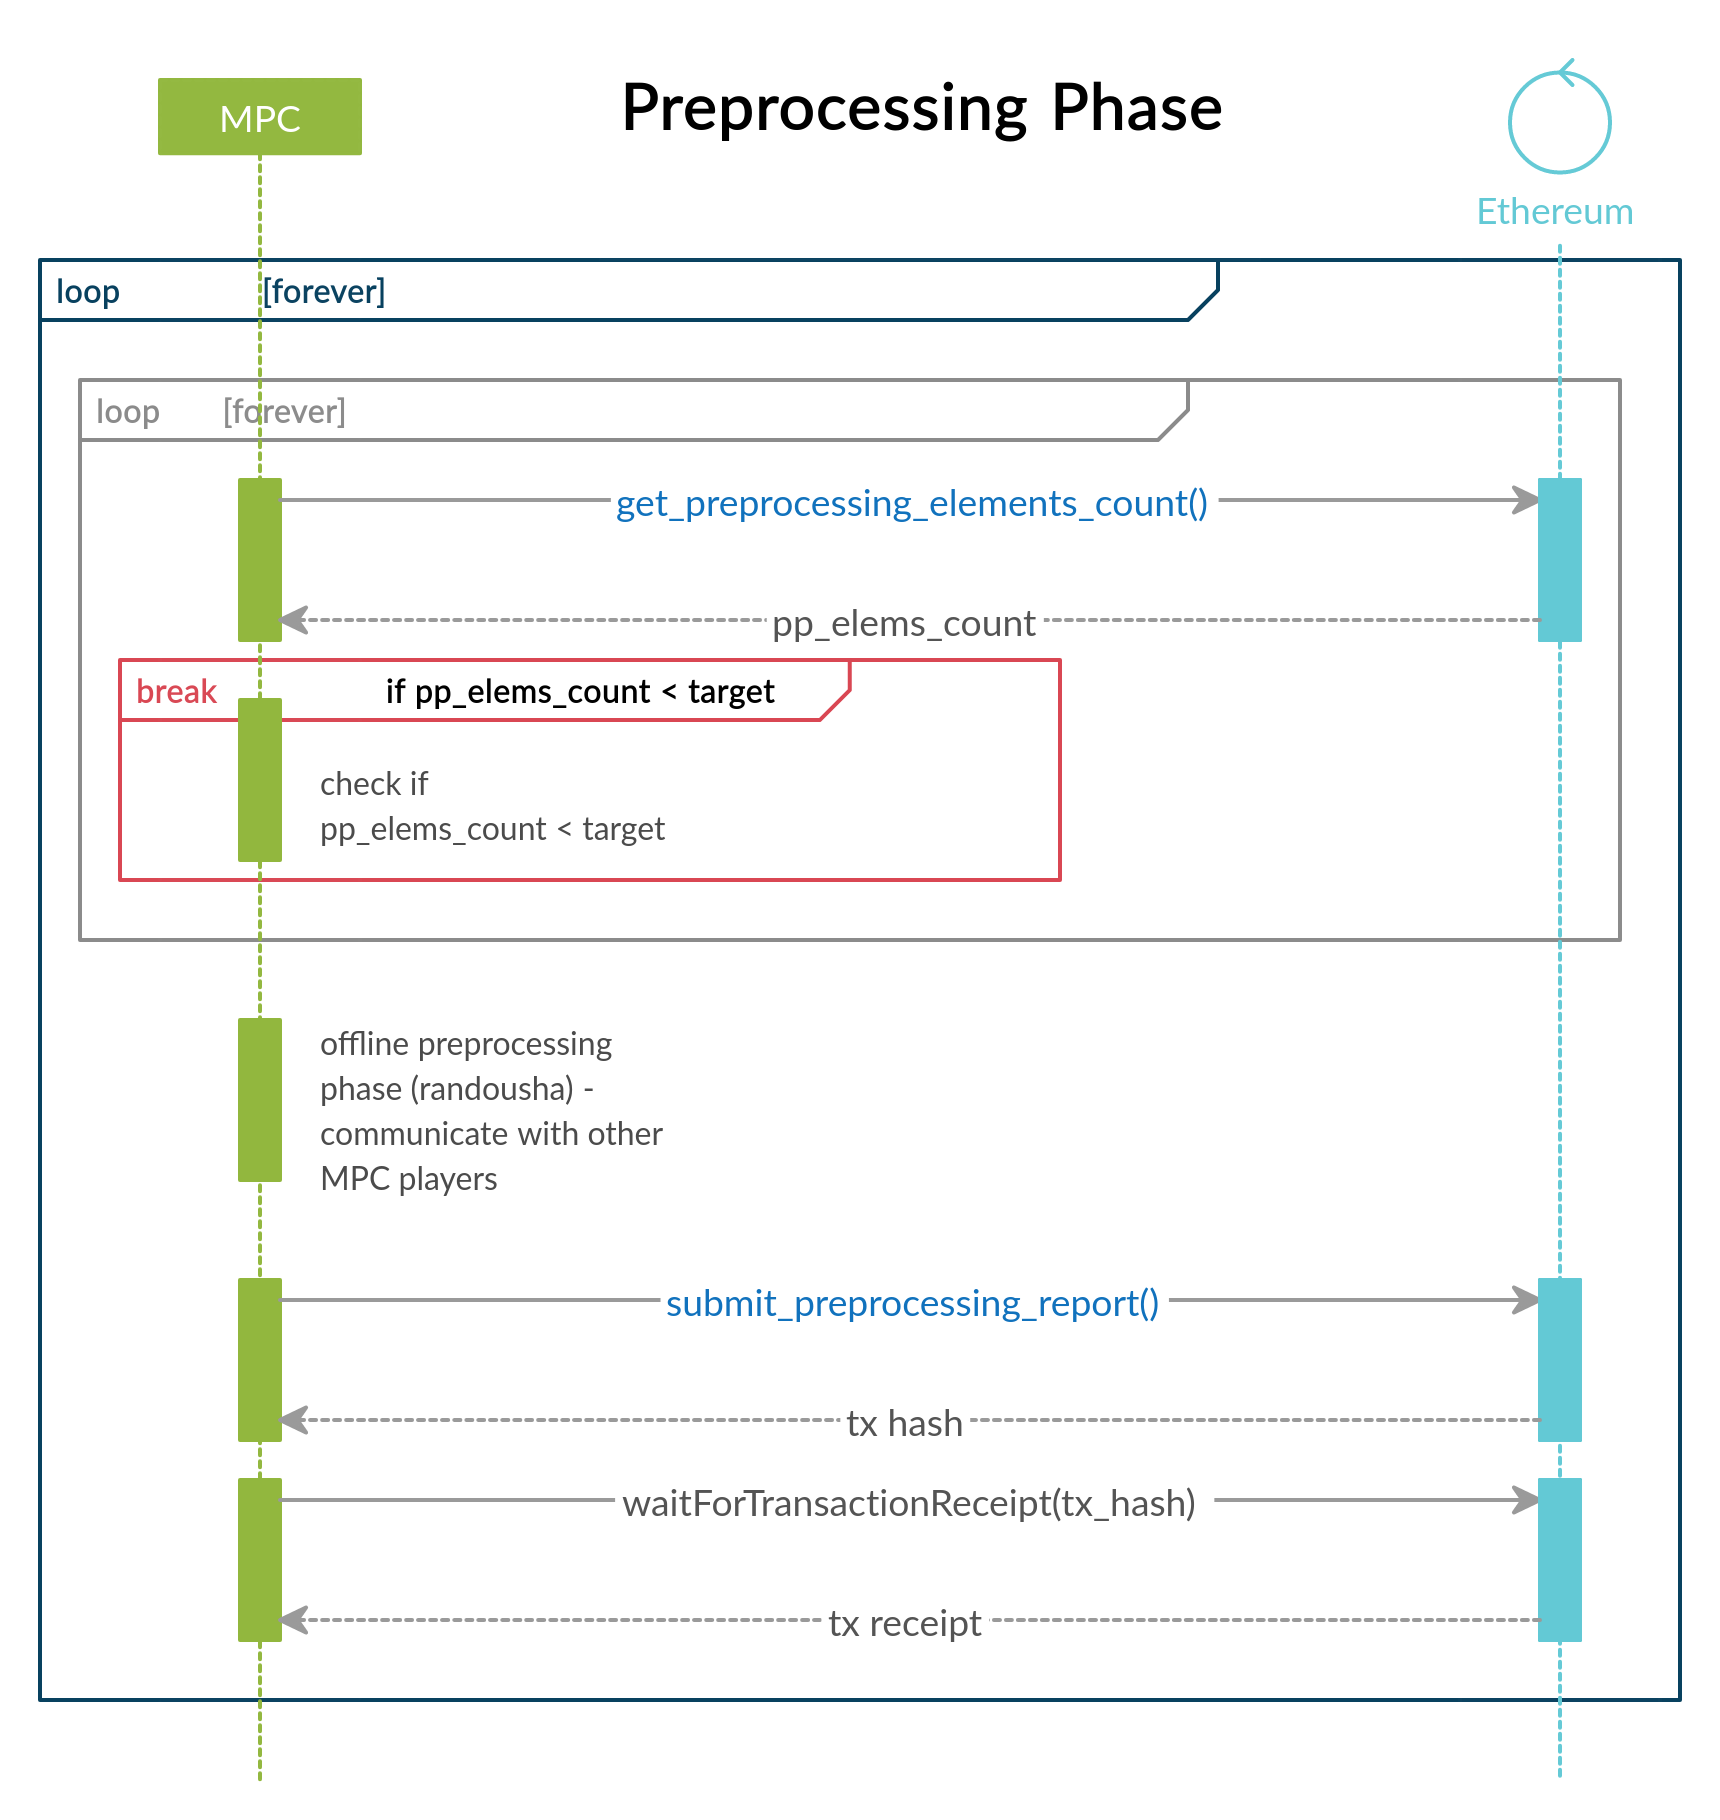 MPC
Preprocessing Phase
Ethereum
loop [forever]
loop [forever]
get_preprocessing_elements_count()
pp_elems_count
break if pp_elems_count < target
check if
pp_elems_count < target
offline preprocessing
phase (randousha) -
communicate with other
MPC players
submit_preprocessing_report()
tx hash
waitForTransactionReceipt(tx_hash)
tx receipt